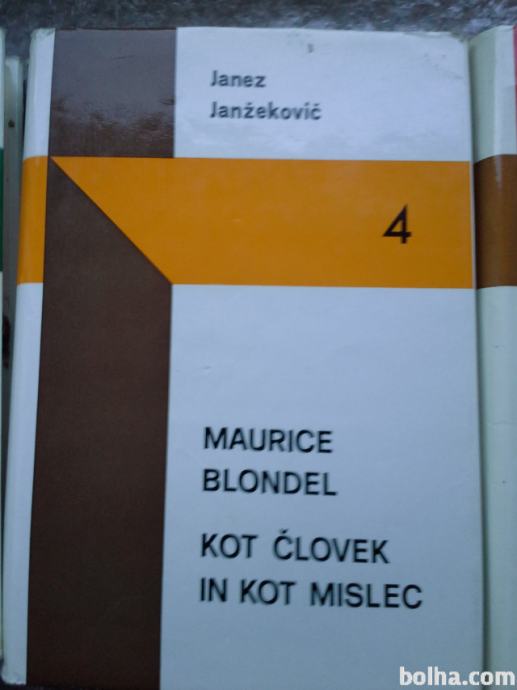 Janez
Janžekovič
4
MAURICE
BLONDEL
KOT ČLOVEK
IN KOT MISLEC
bolha.com